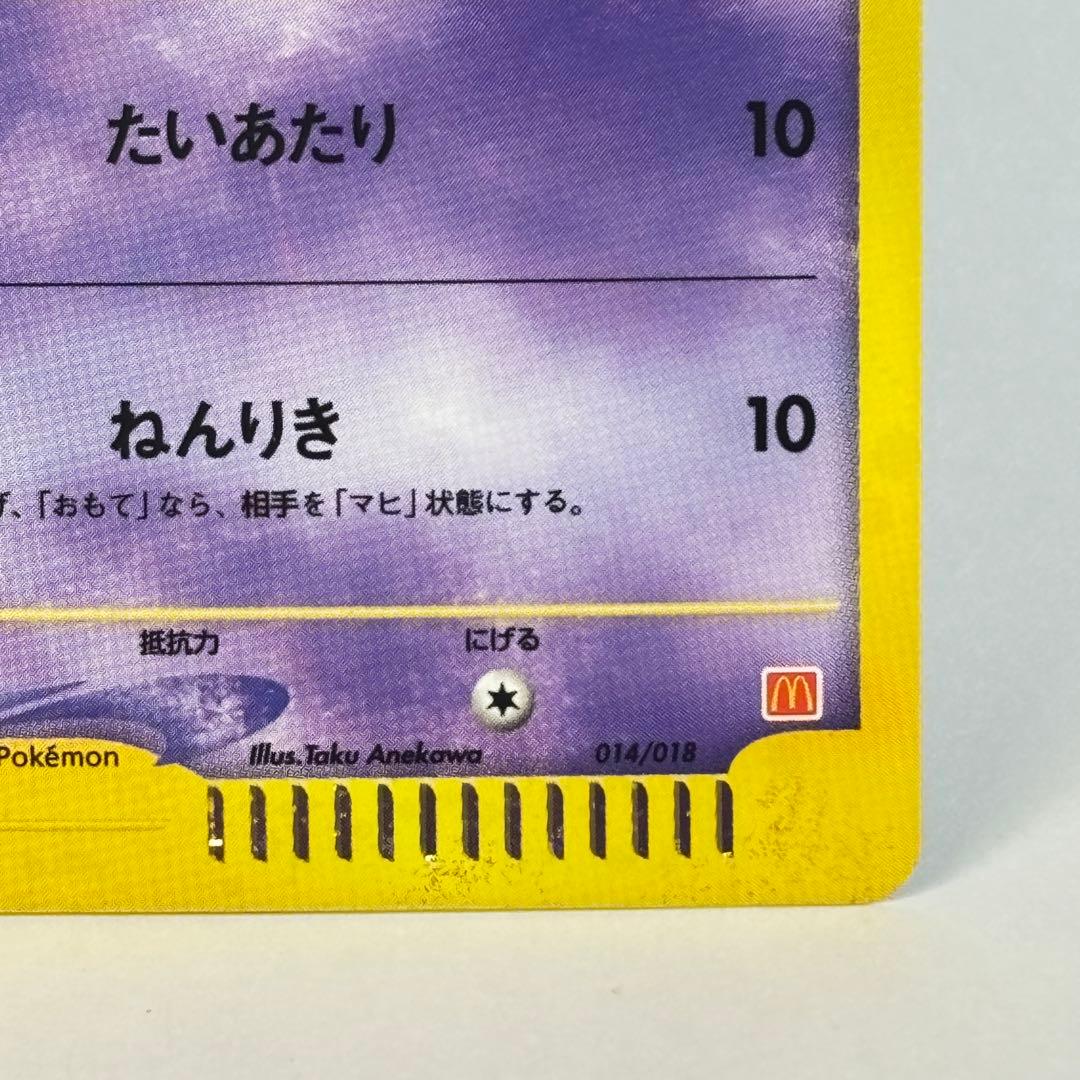 たいあたり 10
ねんりき 10
、「おもて」なら、相手を「マヒ」状態にする。
抵抗力 にげる
Pokémon Illus.Taku Anekawa 014/018